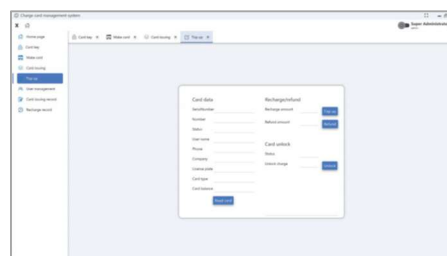 Charge card management system
Super Administrator
Home page
Card key
Make card
Card issuing
Top up
User management
Card issuing record
Recharge record
Card key
Make card
Card issuing
Top up
Card data
Recharge/refund
Serial Number
Recharge amount
Top up
Number
Refund amount
Refund
Status
User name
Card unlock
Phone
Status
Company
Unlock charge
Unlock
License plate
Card type
Card balance
Read card